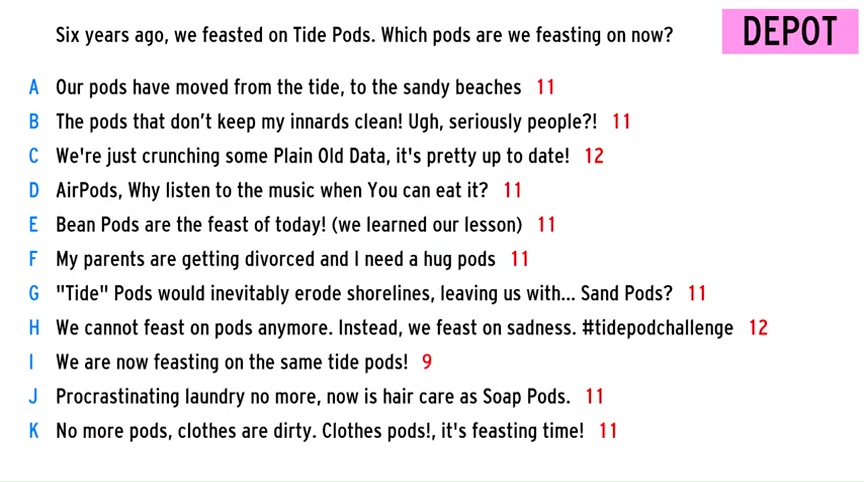 Six years ago, we feasted on Tide Pods. Which pods are we feasting on now?
DEPOT
A Our pods have moved from the tide, to the sandy beaches 11
B The pods that don't keep my innards clean! Ugh, seriously people?! 11
C We're just crunching some Plain Old Data, it's pretty up to date! 12
D AirPods, Why listen to the music when You can eat it? 11
E Bean Pods are the feast of today! (we learned our lesson) 11
F My parents are getting divorced and I need a hug pods 11
G "Tide" Pods would inevitably erode shorelines, leaving us with... Sand Pods? 11
H We cannot feast on pods anymore. Instead, we feast on sadness. #tidepodchallenge 12
I We are now feasting on the same tide pods! 9
J Procrastinating laundry no more, now is hair care as Soap Pods. 11
K No more pods, clothes are dirty. Clothes pods!, it's feasting time! 11